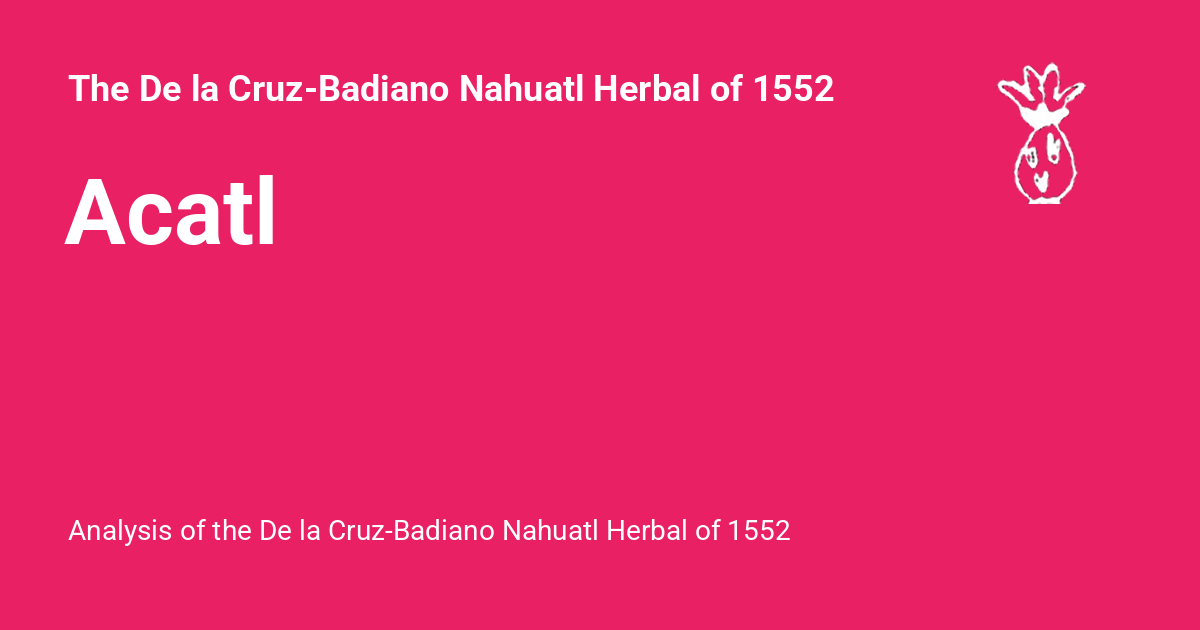 The De la Cruz-Badiano Nahuatl Herbal of 1552
Acatl
Analysis of the De la Cruz-Badiano Nahuatl Herbal of 1552